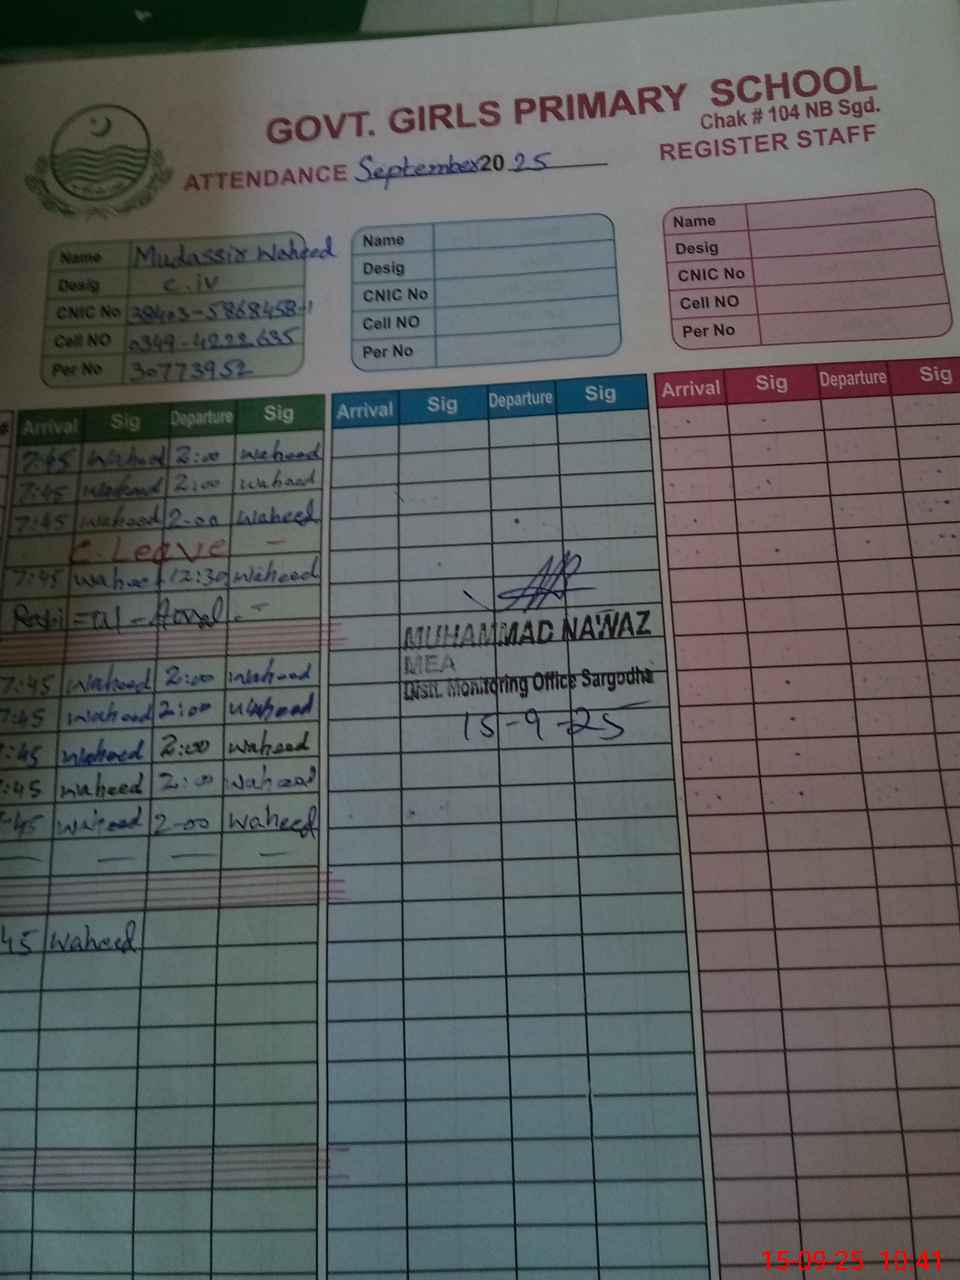 GOVT. GIRLS PRIMARY SCHOOL
Chak # 104 NB Sgd.
ATTENDANCE September 2025 REGISTER STAFF
Name Mudassir Waheed
Desig C.iv
CNIC No 38403-5868458-1
Cell NO
Per No 30773952
Name
Desig
CNIC No
Cell NO
Per No
Name
Desig
CNIC No
Cell NO
Per No
# Arrival Sig Departure Sig Arrival Sig Departure Sig Arrival Sig Departure Sig
7:45 Waheed 2:00 Waheed
7:45 Waheed 2:00 Waheed
7:45 Waheed 2-00 Waheed
C. Leave -
7:45 Waheed 12:30 Waheed
7:45 Waheed 2:00 Waheed
7:45 Waheed 2:00 Waheed
:45 Waheed 2:00 Waheed
:45 Waheed 2:00 Waheed
:45 Waheed 2-00 Waheed
— — — —
45 Waheed
MUHAMMAD NAWAZ
MEA
Distt. Monitoring Office Sargodha
15-9-25
15-09-25 10:41